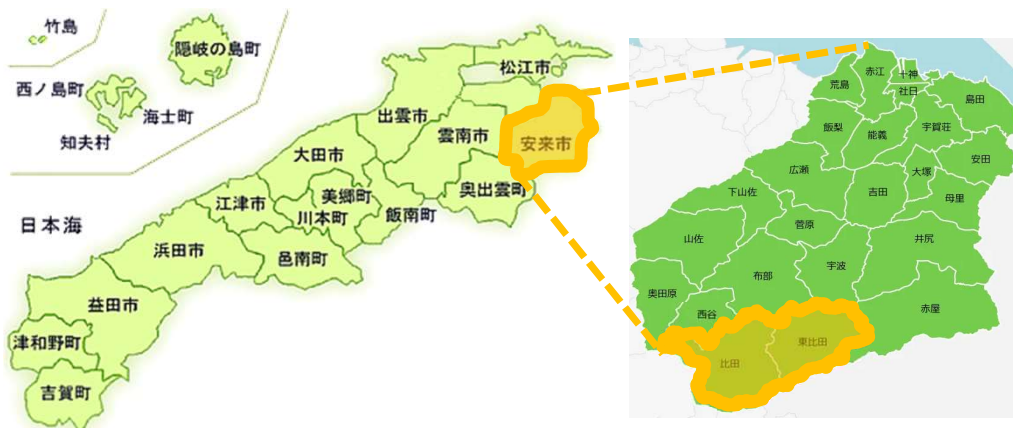 竹島
隠岐の島町
西ノ島町
海士町
知夫村
松江市
出雲市
雲南市
安来市
大田市
奥出雲町
美郷町
江津市
川本町
飯南町
日本海
浜田市
邑南町
益田市
津和野町
吉賀町
赤江
十神
荒島
社日
島田
飯梨
能義
宇賀荘
安田
広瀬
大塚
下山佐
吉田
母里
菅原
山佐
井尻
布部
宇波
奥田原
西谷
赤屋
東比田
比田